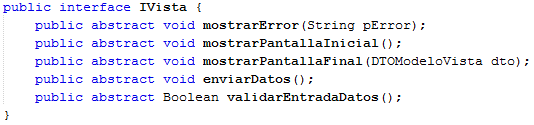 public interface IVista {
public abstract void mostrarError(String pError);
public abstract void mostrarPantallaInicial();
public abstract void mostrarPantallaFinal(DTOModeloVista dto);
public abstract void enviarDatos();
public abstract Boolean validarEntradaDatos();
}